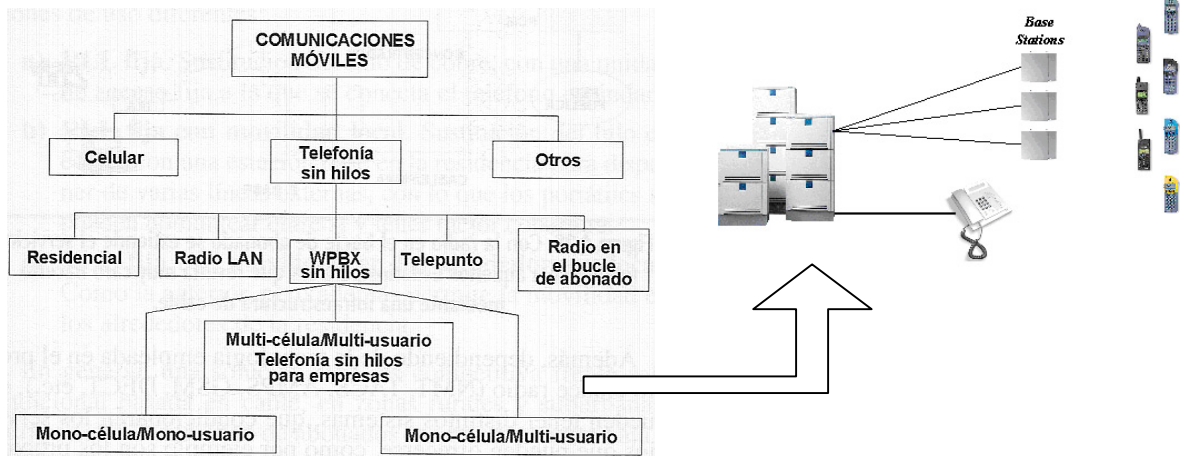 COMUNICACIONES
MÓVILES
Celular
Telefonía
sin hilos
Otros
Residencial
Radio LAN
WPBX
sin hilos
Telepunto
Radio en
el bucle
de abonado
Multi-célula/Multi-usuario
Telefonía sin hilos
para empresas
Mono-célula/Mono-usuario
Mono-célula/Multi-usuario
Base
Stations